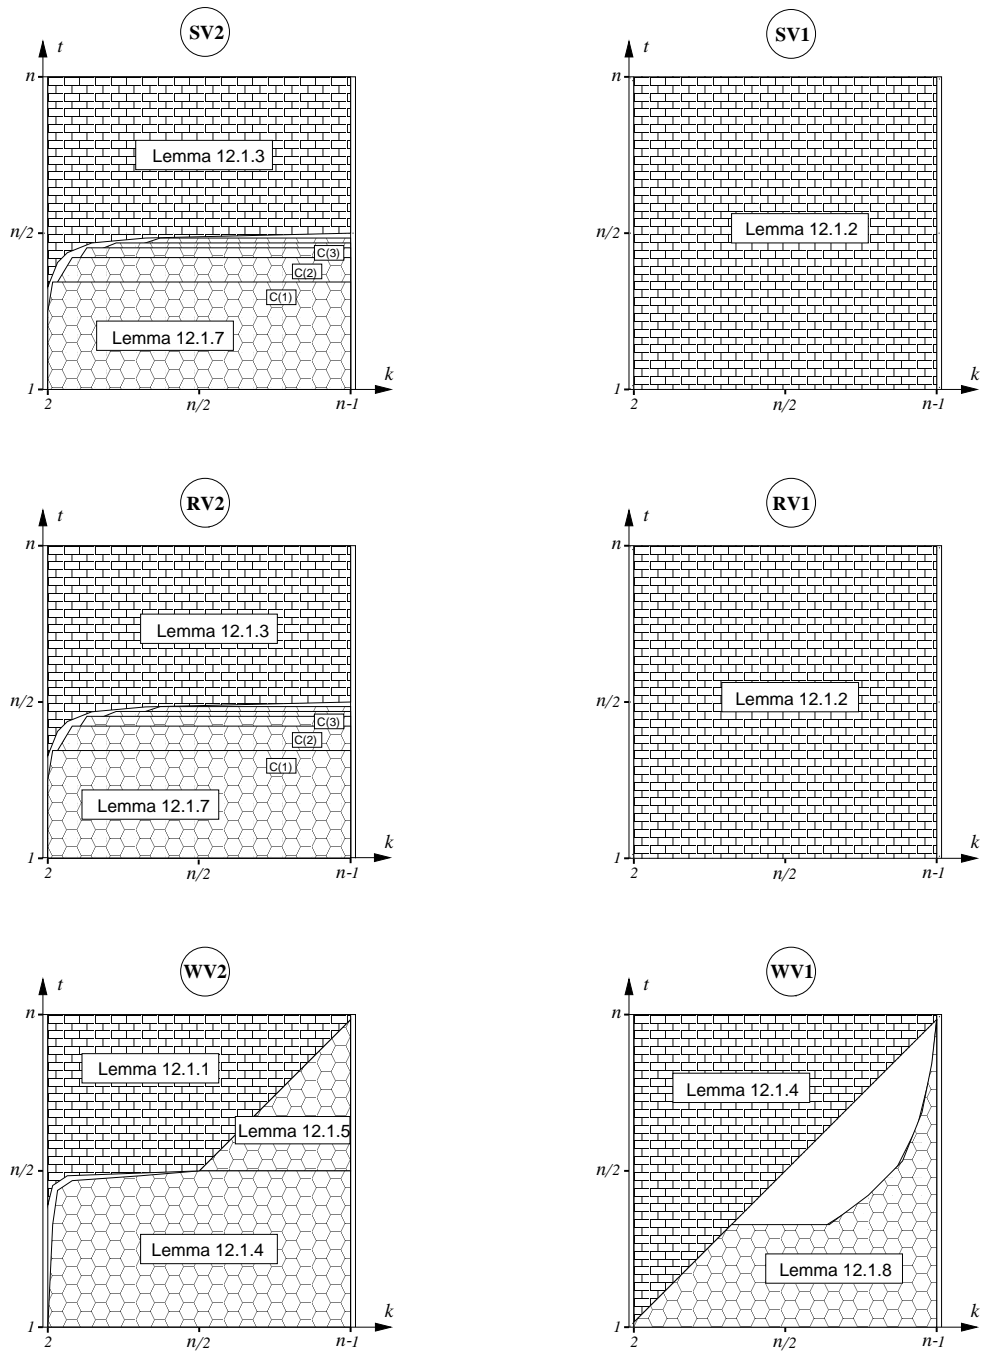 SV2
t
n
Lemma 12.1.3
n/2
C(3)
C(2)
C(1)
Lemma 12.1.7
k
1
2
n/2
n-1
SV1
t
n
n/2
Lemma 12.1.2
k
1
2
n/2
n-1
RV2
t
n
Lemma 12.1.3
n/2
C(3)
C(2)
C(1)
Lemma 12.1.7
k
1
2
n/2
n-1
RV1
t
n
n/2
Lemma 12.1.2
k
1
2
n/2
n-1
WV2
t
n
Lemma 12.1.1
Lemma 12.1.5
n/2
Lemma 12.1.4
k
1
2
n/2
n-1
WV1
t
n
Lemma 12.1.4
n/2
Lemma 12.1.8
k
1
2
n/2
n-1